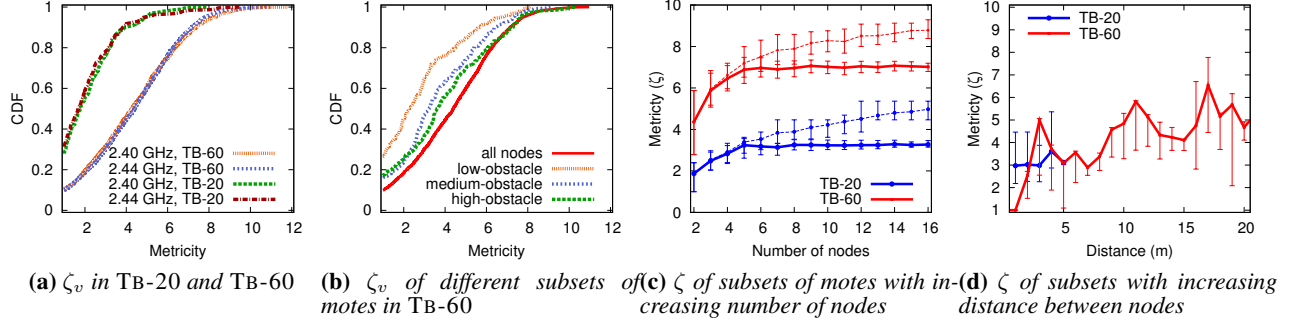 1
0.8
0.6
0.4
0.2
0
CDF
2 4 6 8 10 12
Metricity
2.40 GHz, TB-60
2.44 GHz, TB-60
2.40 GHz, TB-20
2.44 GHz, TB-20
1
0.8
0.6
0.4
0.2
0
CDF
2 4 6 8 10 12
Metricity
all nodes
low-obstacle
medium-obstacle
high-obstacle
10
8
6
4
2
0
Metricty (ζ)
2 4 6 8 10 12 14 16
Number of nodes
TB-20
TB-60
10
9
8
7
6
5
4
3
2
1
Metricity (ζ)
0 5 10 15 20
Distance (m)
TB-20
TB-60
(a) ζv in TB-20 and TB-60
(b) ζv of different subsets of
motes in TB-60
(c) ζ of subsets of motes with in-
creasing number of nodes
(d) ζ of subsets with increasing
distance between nodes